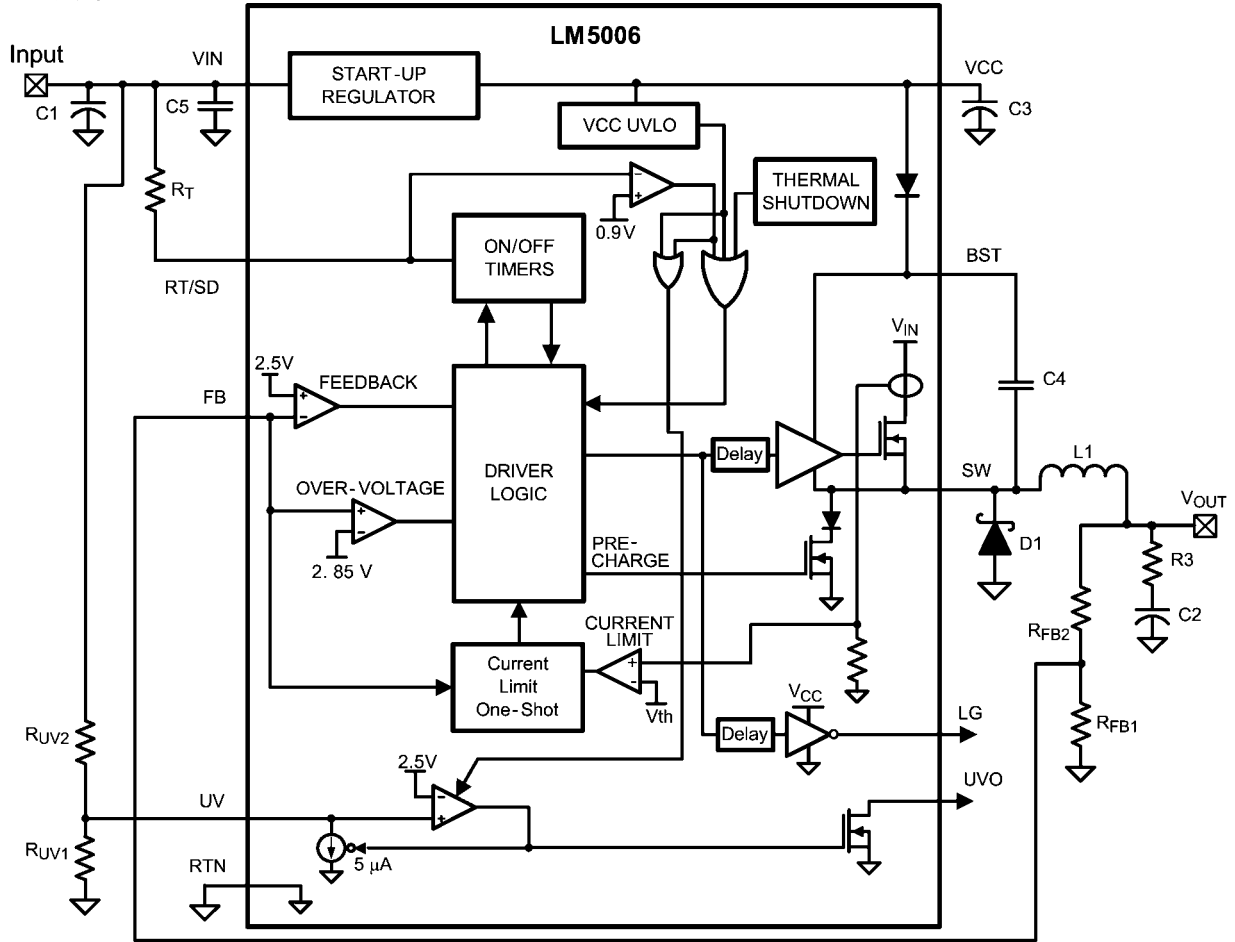 LM5006
Input
VIN
VCC
START-UP
REGULATOR
C1
C5
C3
VCC UVLO
RT
THERMAL
SHUTDOWN
0.9V
ON/OFF
TIMERS
RT/SD
BST
VIN
2.5V
FEEDBACK
FB
C4
DRIVER
LOGIC
Delay
L1
SW
OVER-VOLTAGE
VOUT
2. 85 V
PRE-
CHARGE
D1
R3
CURRENT
LIMIT
RFB2
C2
Current
Limit
One-Shot
Vth
VCC
LG
RFB1
RUV2
Delay
2.5V
UVO
UV
RUV1
5 µA
RTN